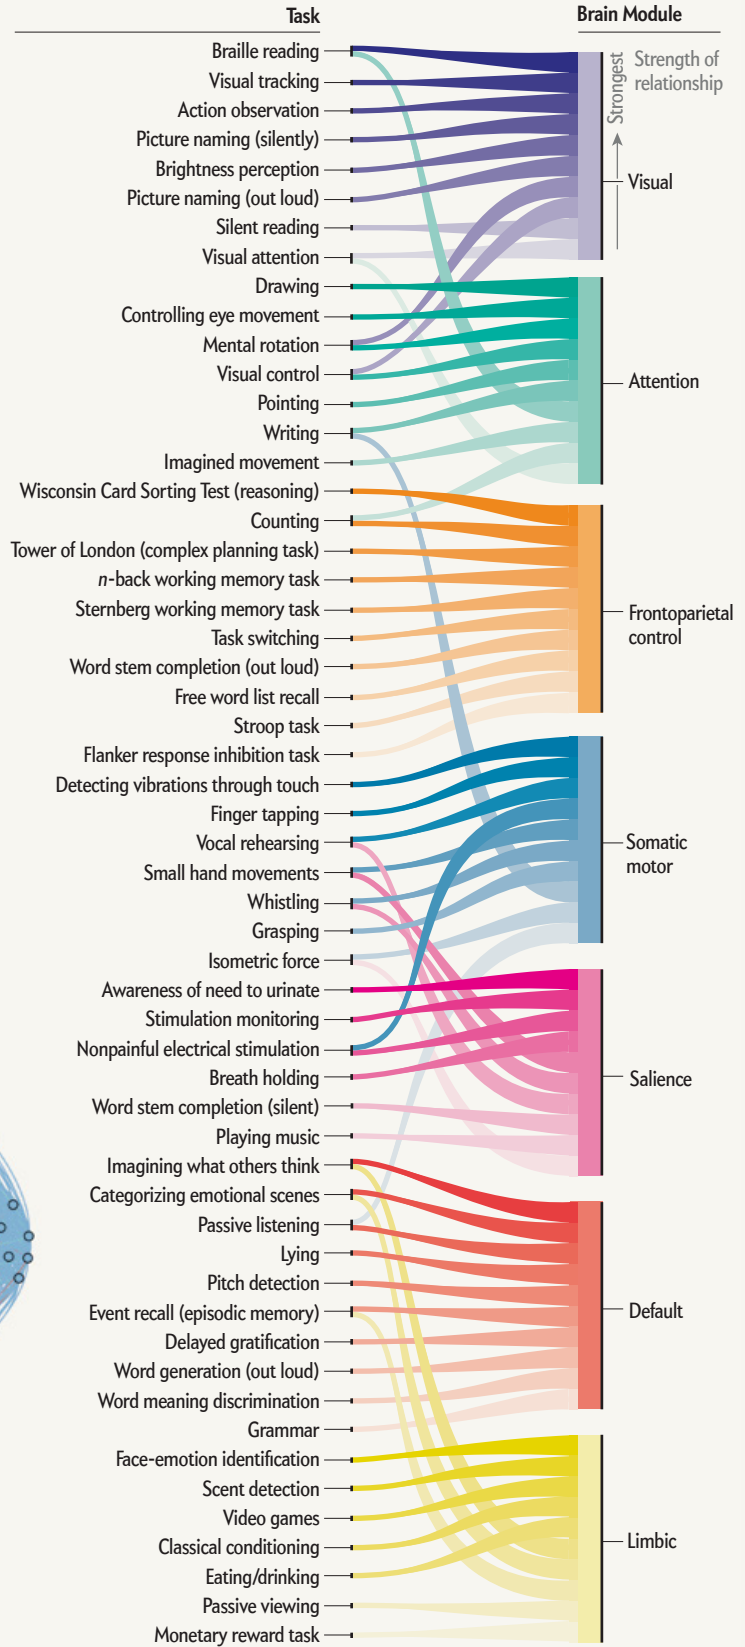 Task
Brain Module
Braille reading
Visual tracking
Action observation
Picture naming (silently)
Brightness perception
Picture naming (out loud)
Silent reading
Visual attention
Drawing
Controlling eye movement
Mental rotation
Visual control
Pointing
Writing
Imagined movement
Wisconsin Card Sorting Test (reasoning)
Counting
Tower of London (complex planning task)
n-back working memory task
Sternberg working memory task
Task switching
Word stem completion (out loud)
Free word list recall
Stroop task
Flanker response inhibition task
Detecting vibrations through touch
Finger tapping
Vocal rehearsing
Small hand movements
Whistling
Grasping
Isometric force
Awareness of need to urinate
Stimulation monitoring
Nonpainful electrical stimulation
Breath holding
Word stem completion (silent)
Playing music
Imagining what others think
Categorizing emotional scenes
Passive listening
Lying
Pitch detection
Event recall (episodic memory)
Delayed gratification
Word generation (out loud)
Word meaning discrimination
Grammar
Face-emotion identification
Scent detection
Video games
Classical conditioning
Eating/drinking
Passive viewing
Monetary reward task
Strongest
Strength of
relationship
Visual
Attention
Frontoparietal
control
Somatic
motor
Salience
Default
Limbic